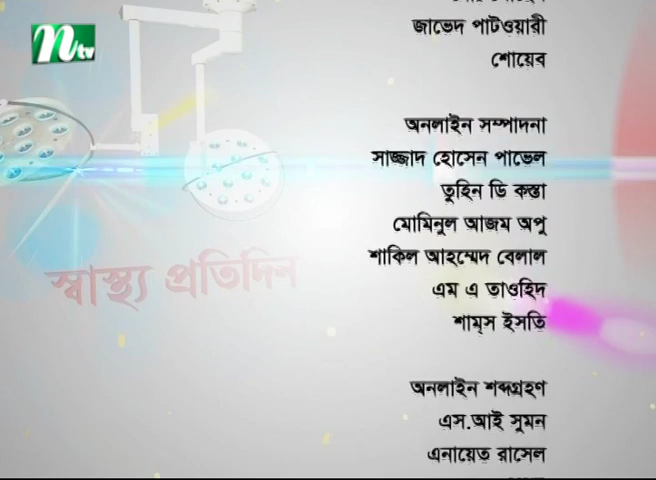 ntv
জাভেদ পাটওয়ারী
শোয়েব
অনলাইন সম্পাদনা
সাজ্জাদ হোসেন পাভেল
তুহিন ডি কস্তা
মোমিনুল আজম অপু
শাকিল আহম্মেদ বেলাল
এম এ তাওহিদ
শাম্‌স ইসতি
স্বাস্থ্য প্রতিদিন
অনলাইন শব্দগ্রহণ
এস.আই সুমন
এনায়েত রাসেল